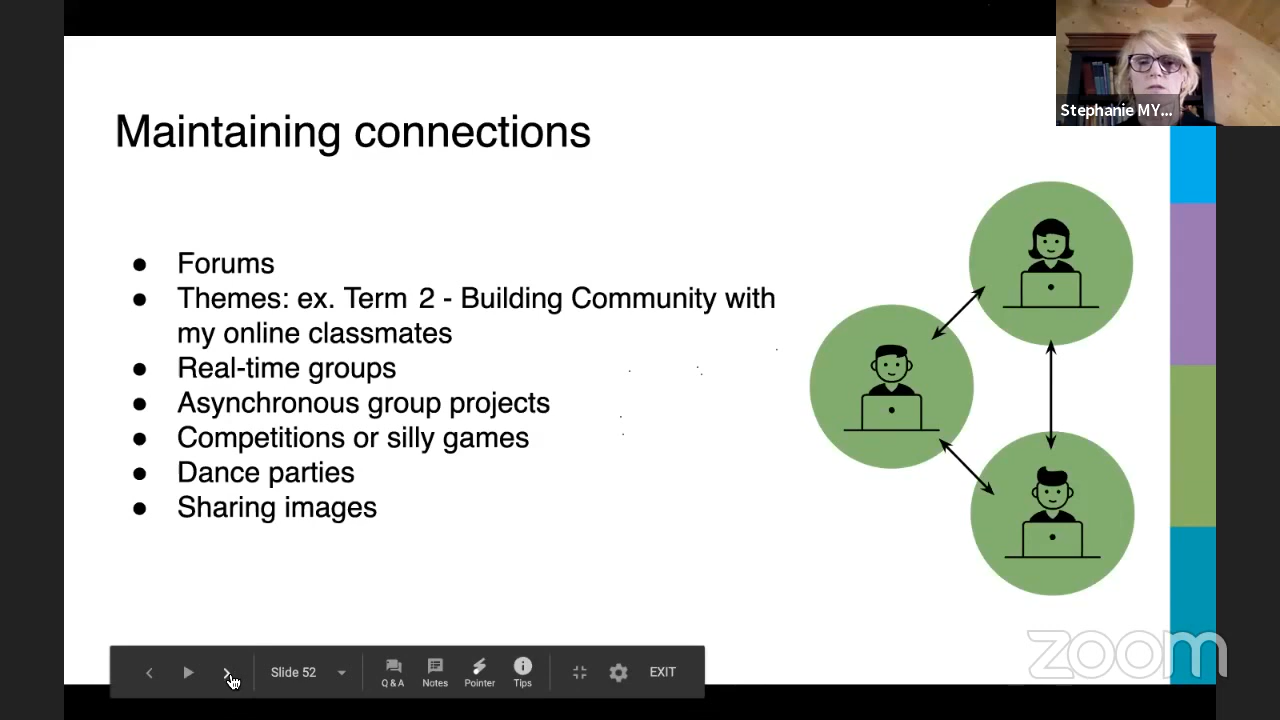 Stephanie MY...
Maintaining connections
● Forums
● Themes: ex. Term 2 - Building Community with
my online classmates
● Real-time groups
● Asynchronous group projects
● Competitions or silly games
● Dance parties
● Sharing images
Slide 52
Q & A
Notes
Pointer
Tips
EXIT
zoom